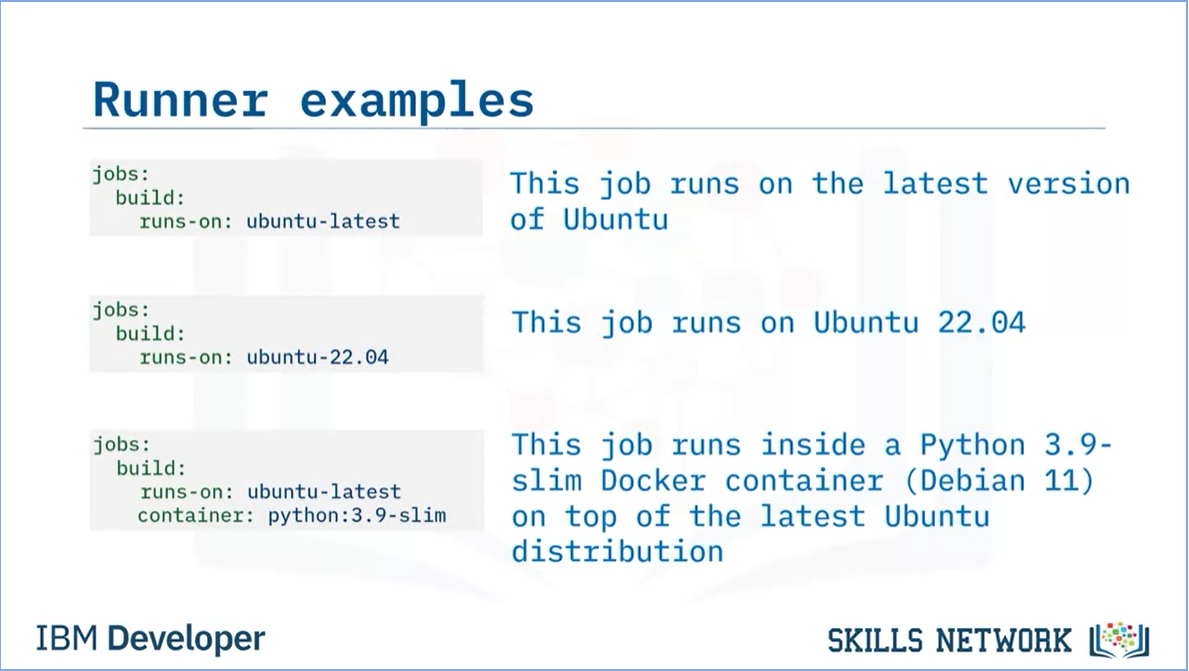 Runner examples
jobs:
  build:
    runs-on: ubuntu-latest
This job runs on the latest version
of Ubuntu
jobs:
  build:
    runs-on: ubuntu-22.04
This job runs on Ubuntu 22.04
jobs:
  build:
    runs-on: ubuntu-latest
    container: python:3.9-slim
This job runs inside a Python 3.9-
slim Docker container (Debian 11)
on top of the latest Ubuntu
distribution
IBM Developer
SKILLS NETWORK